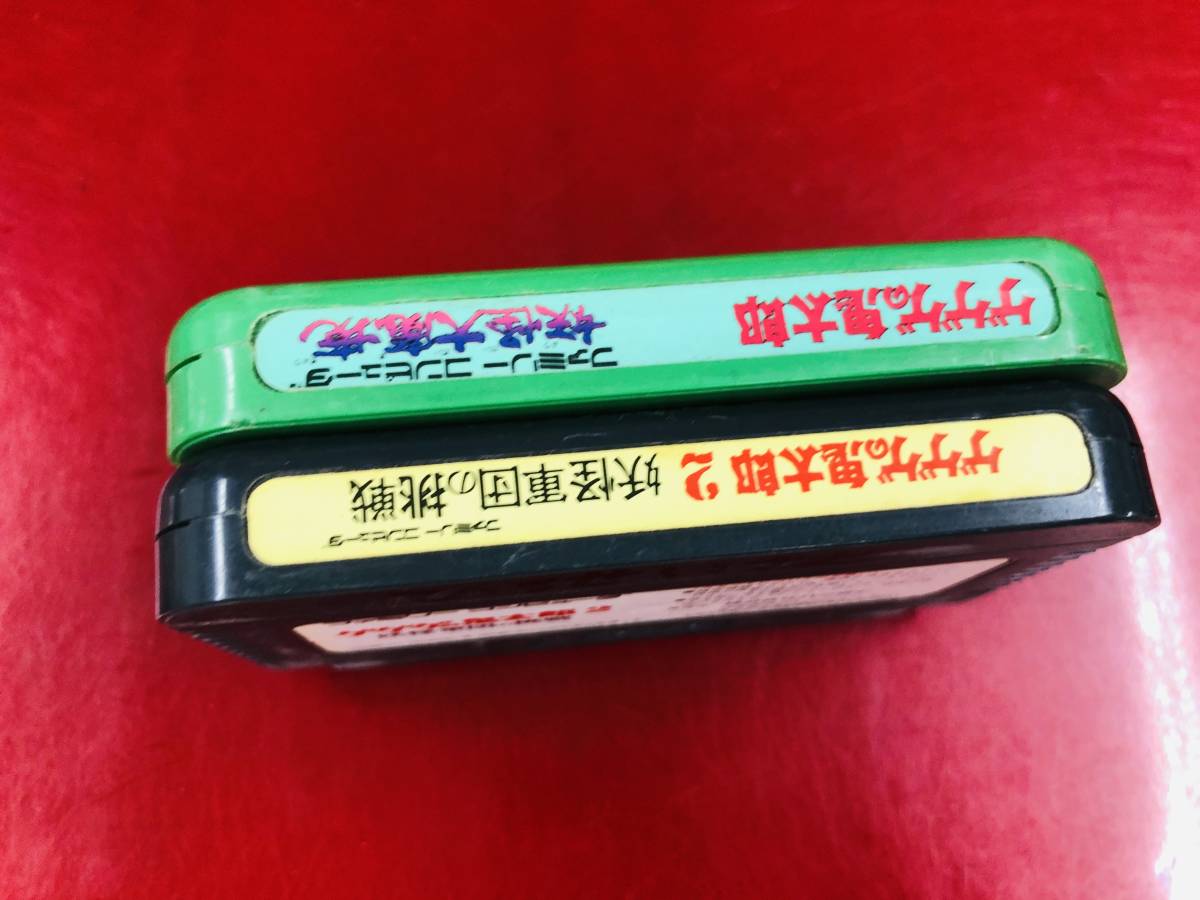 ゲゲゲの鬼太郎2 妖怪軍団の挑戦
ファミリー コンピュータ
ゲゲゲの鬼太郎
ファミリー コンピュータ
妖怪大魔境